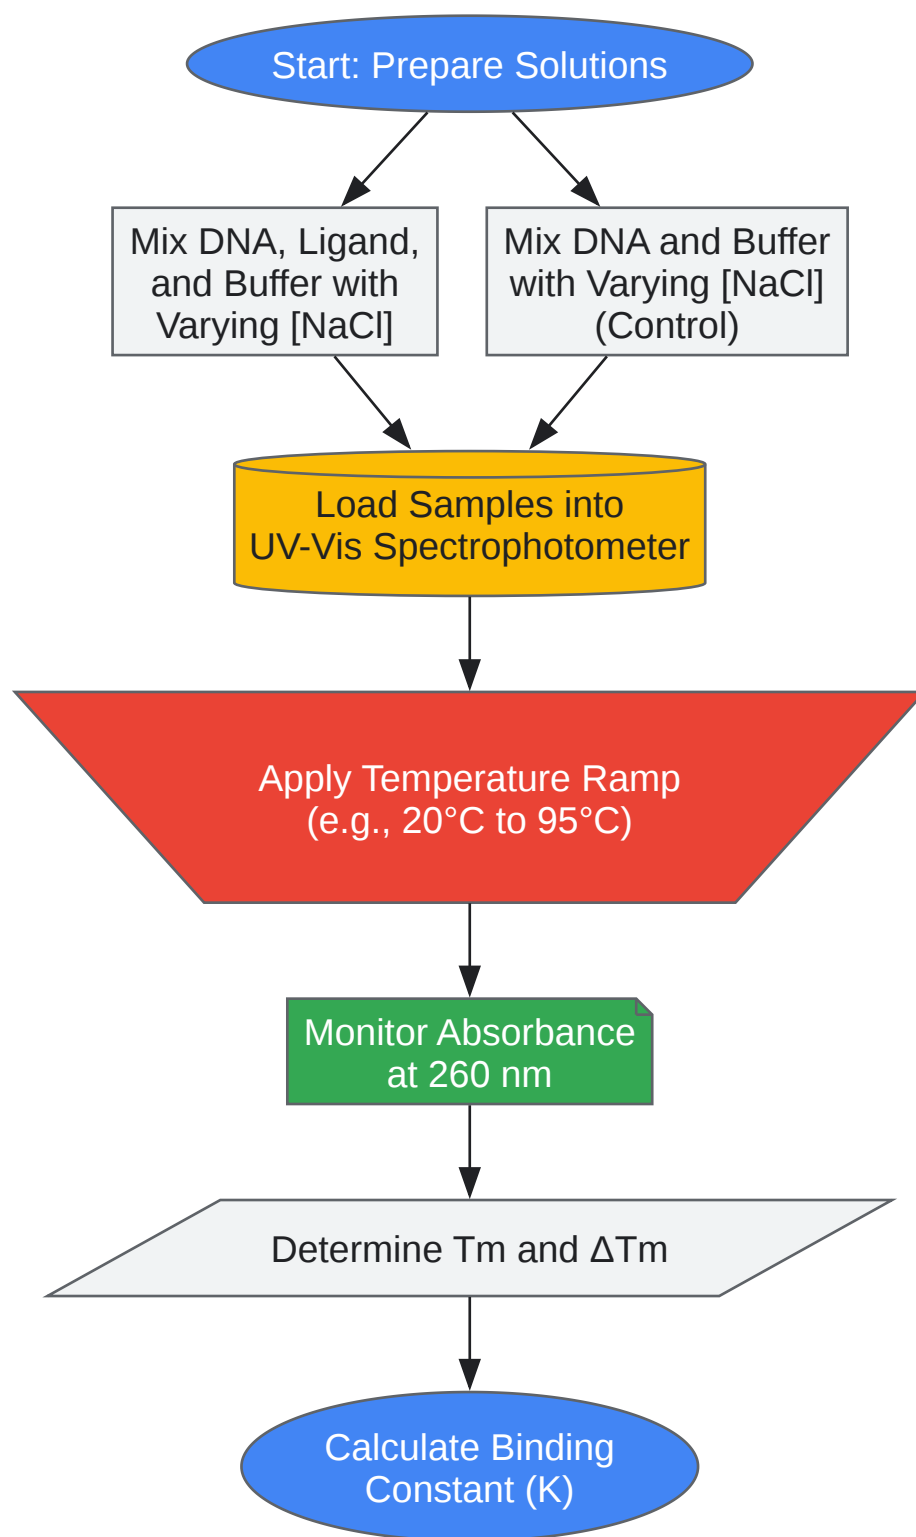 Start: Prepare Solutions
Mix DNA, Ligand,
and Buffer with
Varying [NaCl]
Mix DNA and Buffer
with Varying [NaCl]
(Control)
Load Samples into
UV-Vis Spectrophotometer
Apply Temperature Ramp
(e.g., 20°C to 95°C)
Monitor Absorbance
at 260 nm
Determine Tm and ΔTm
Calculate Binding
Constant (K)